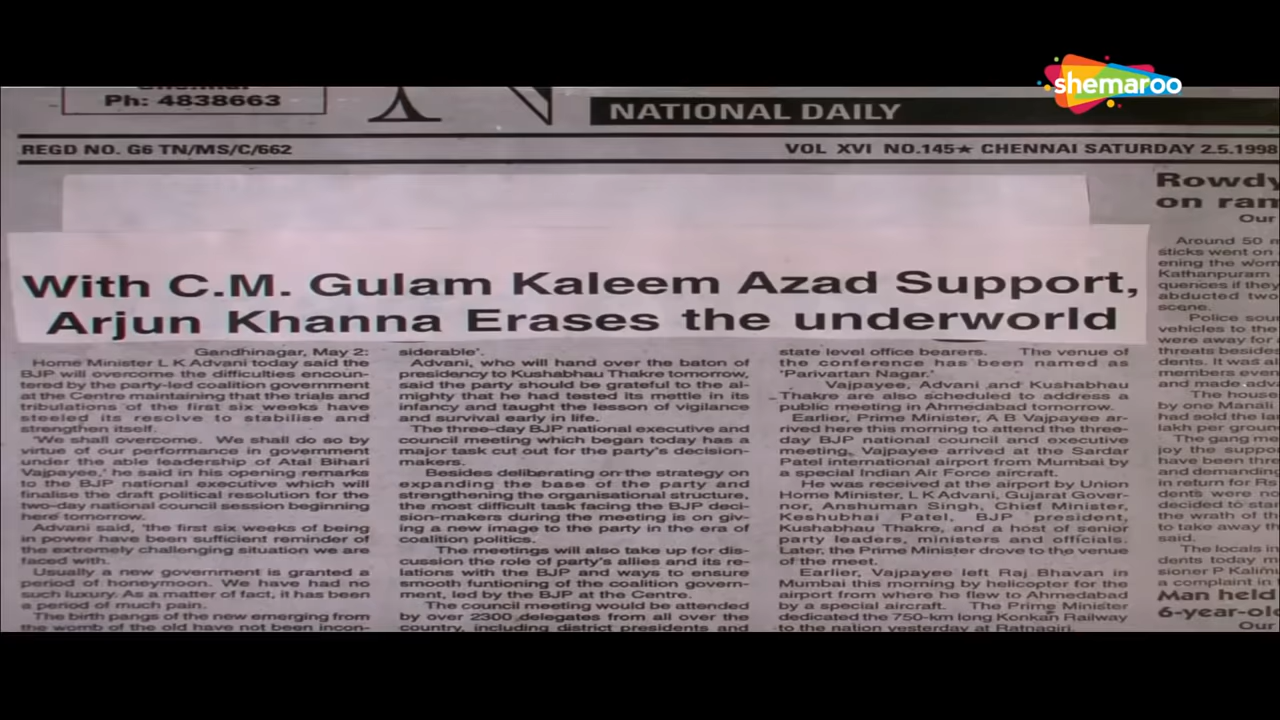 shemaroo
Ph: 4838663
NATIONAL DAILY
REGD NO. G6 TN/MS/C/662
VOL XVI NO.145★ CHENNAI SATURDAY 2.5.1998
With C.M. Gulam Kaleem Azad Support,
Arjun Khanna Erases the underworld
Gandhinagar, May 2:
Home Minister L K Advani today said the
BJP will overcome the difficulties encoun-
tered by the party-led coalition government
at the Centre maintaining that the trials and
tribulations of the first six weeks have
steeled its resolve to stabilise and
strengthen itself.
"We shall overcome. We shall do so by
virtue of our performance in government
under the able leadership of Atal Bihari
Vajpayee,' he said in his opening remarks
to the BJP national executive which will
finalise the draft political resolution for the
two-day national council session beginning
here tomorrow.
Advani said, "the first six weeks of being
in power have been sufficient reminder of
the extremely challenging situation we are
faced with.
Usually a new government is granted a
period of honeymoon. We have had no
such luxury. As a matter of fact, it has been
a period of much pain.
The birth pangs of the new emerging from
the womb of the old have not been incon-
siderable'.
Advani, who will hand over the baton of
presidency to Kushabhau Thakre tomorrow,
said the party should be grateful to the al-
mighty that he had tested its mettle in its
infancy and taught the lesson of vigilance
and survival early in life.
The three-day BJP national executive and
council meeting which began today has a
major task cut out for the party's decision-
makers.
Besides deliberating on the strategy on
expanding the base of the party and
strengthening the organisational structure,
the most difficult task facing the BJP deci-
sion-makers during the meeting is on giv-
ing a new image to the party in the era of
coalition politics.
The meetings will also take up for dis-
cussion the role of party's allies and its re-
lations with the BJP and ways to ensure
smooth fantioning of the coalition govern-
ment, led by the BJP at the Centre.
The council meeting would be attended
by over 2300 delegates from all over the
country, including district presidents and
state level office bearers. The venue of
the conference has been named as
"Parivartan Nagar.'
Vajpayee, Advani and Kushabhau
Thakre are also scheduled to address a
public meeting in Ahmedabad tomorrow.
Earlier, Prime Minister, A B Vajpayee ar-
rived here this morning to attend the three-
day BJP national council and executive
meeting. Vajpayee arrived at the Sardar
Patel international airport from Mumbai by
a special Indian Air Force aircraft.
He was received at the airport by Union
Home Minister, L K Advani, Gujarat Gover-
nor, Anshuman Singh, Chief Minister,
Keshubhai Patel, BJP president,
Kushabhau Thakre, and a host of senior
party leaders, ministers and officials.
Later, the Prime Minister drove to the venue
of the meet.
Earlier, Vajpayee left Raj Bhavan in
Mumbai this morning by helicopter for the
airport from where he flew to Ahmedabad
by a special aircraft. The Prime Minister
dedicated the 750-km long Konkan Railway
to the nation yesterday at Ratnagiri.
Rowdy
on ram
Our
Around 50
sticks went on
ening the wom
Kathanpuram
quences if they
abducted two
scene.
Police sour
vehicles to the
were away for
threats besides
dents. It was al
members even
and made adv
The house
by one Manali
had sold the la
lakh per groun
The gang me
joy the suppor
have been thre
and demanding
in return for Rs
dents were no
decided to sta
the wrath of th
to take away th
said.
The locals in
dents today m
sioner P Kalimu
a complaint in
Man held
6-year-old
Our